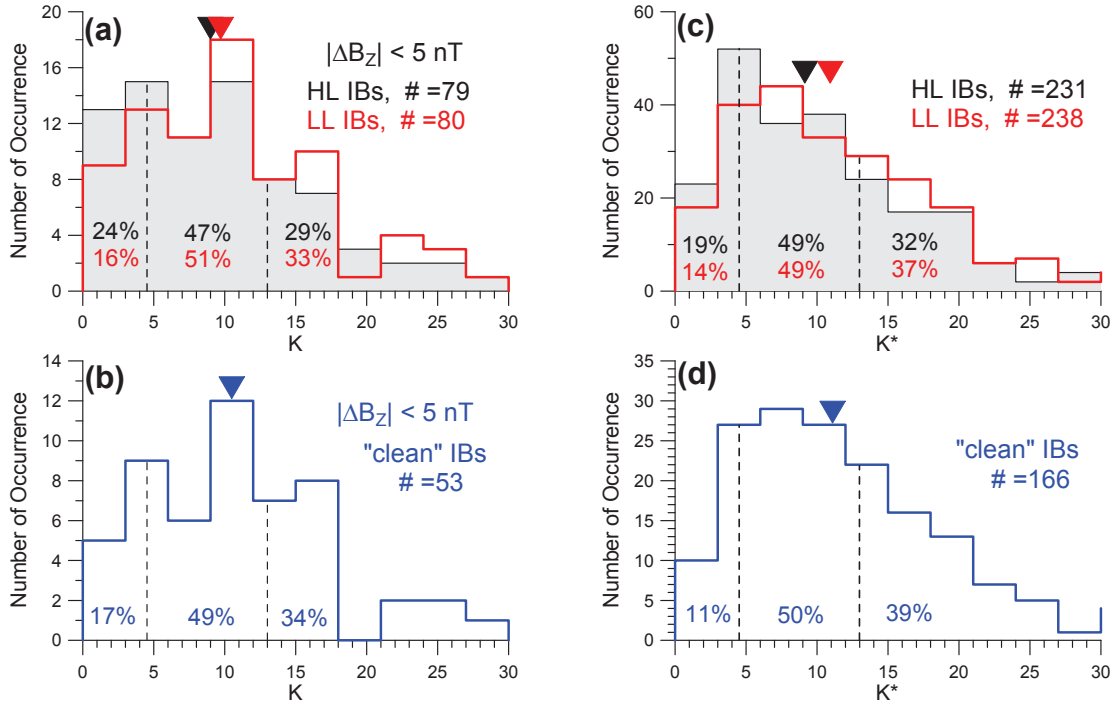 (a)
|ΔBZ| < 5 nT
HL IBs, # =79
LL IBs, # =80
Number of Occurrence
20
16
12
8
4
0
24% 47% 29%
16% 51% 33%
0 5 10 15 20 25 30
K
(c)
HL IBs, # =231
LL IBs, # =238
Number of Occurrence
60
40
20
0
19% 49% 32%
14% 49% 37%
0 5 10 15 20 25 30
K*
(b)
|ΔBZ| < 5 nT
"clean" IBs
# =53
Number of Occurrence
14
12
10
8
6
4
2
0
17% 49% 34%
0 5 10 15 20 25 30
K
(d)
"clean" IBs
# =166
Number of Occurrence
35
30
25
20
15
10
5
0
11% 50% 39%
0 5 10 15 20 25 30
K*